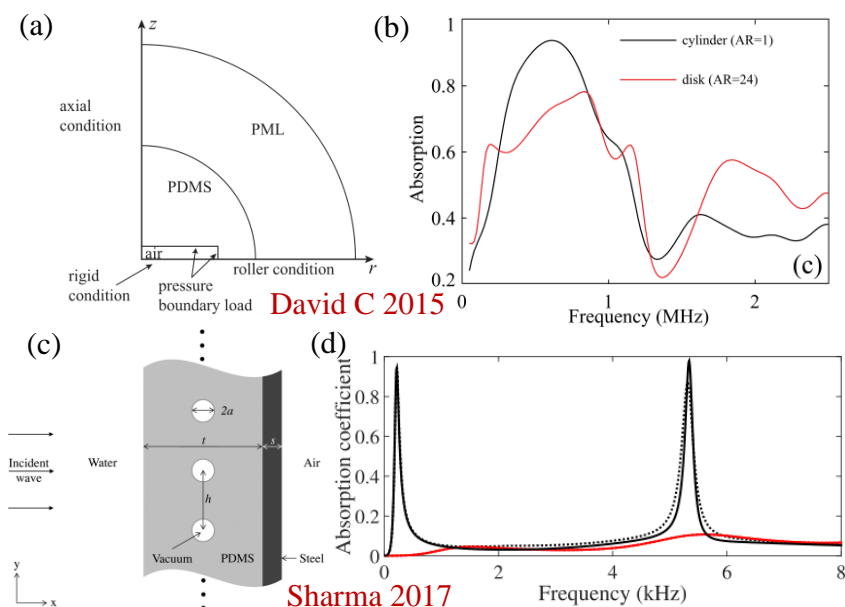 (a)
z
axial
condition
PML
PDMS
air
rigid
condition
pressure
boundary load
roller condition
r
David C 2015
(b)
cylinder (AR=1)
disk (AR=24)
Absorption
1
0.8
0.6
0.4
0.2
0
1
2
(c)
Frequency (MHz)
(c)
2a
t
s
Incident
wave
Water
Air
h
Vacuum
PDMS
Steel
y
x
Sharma 2017
(d)
Absorption coefficient
1
0.8
0.6
0.4
0.2
0
0
2
4
6
8
Frequency (kHz)